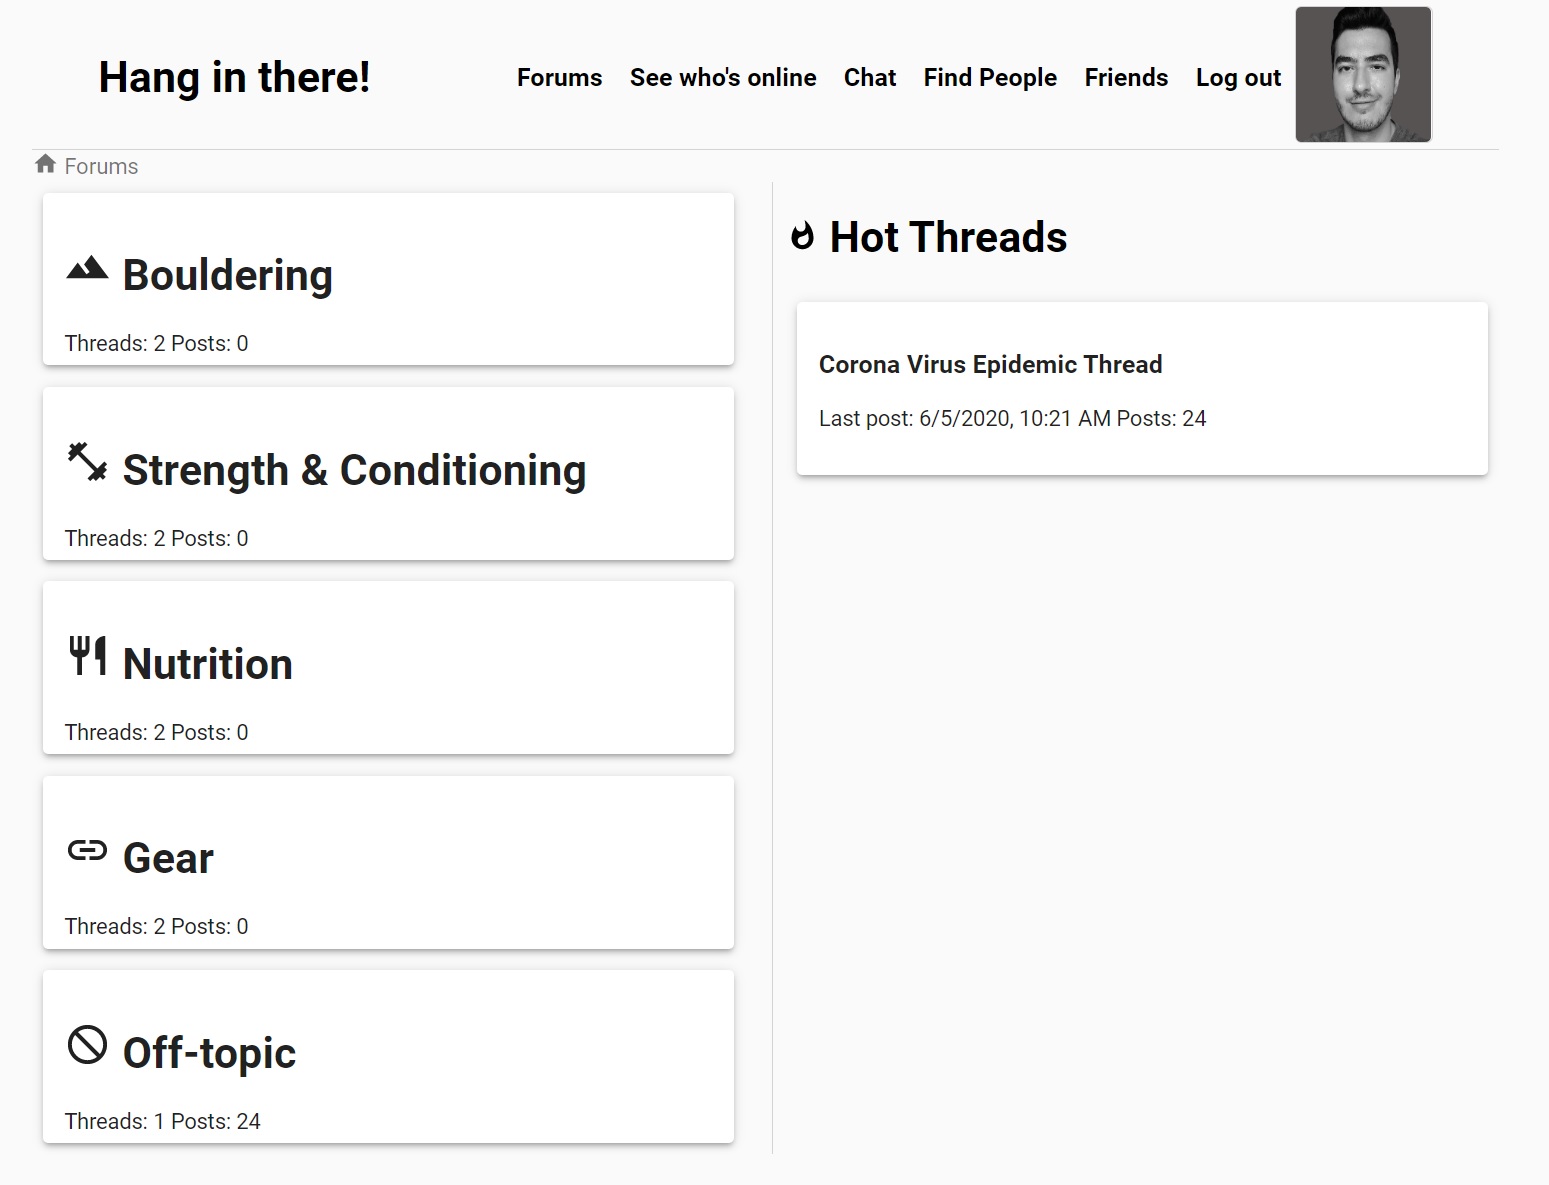 Hang in there!
Forums See who's online Chat Find People Friends Log out
Forums
Bouldering
Threads: 2 Posts: 0
Strength & Conditioning
Threads: 2 Posts: 0
Nutrition
Threads: 2 Posts: 0
Gear
Threads: 2 Posts: 0
Off-topic
Threads: 1 Posts: 24
Hot Threads
Corona Virus Epidemic Thread
Last post: 6/5/2020, 10:21 AM Posts: 24